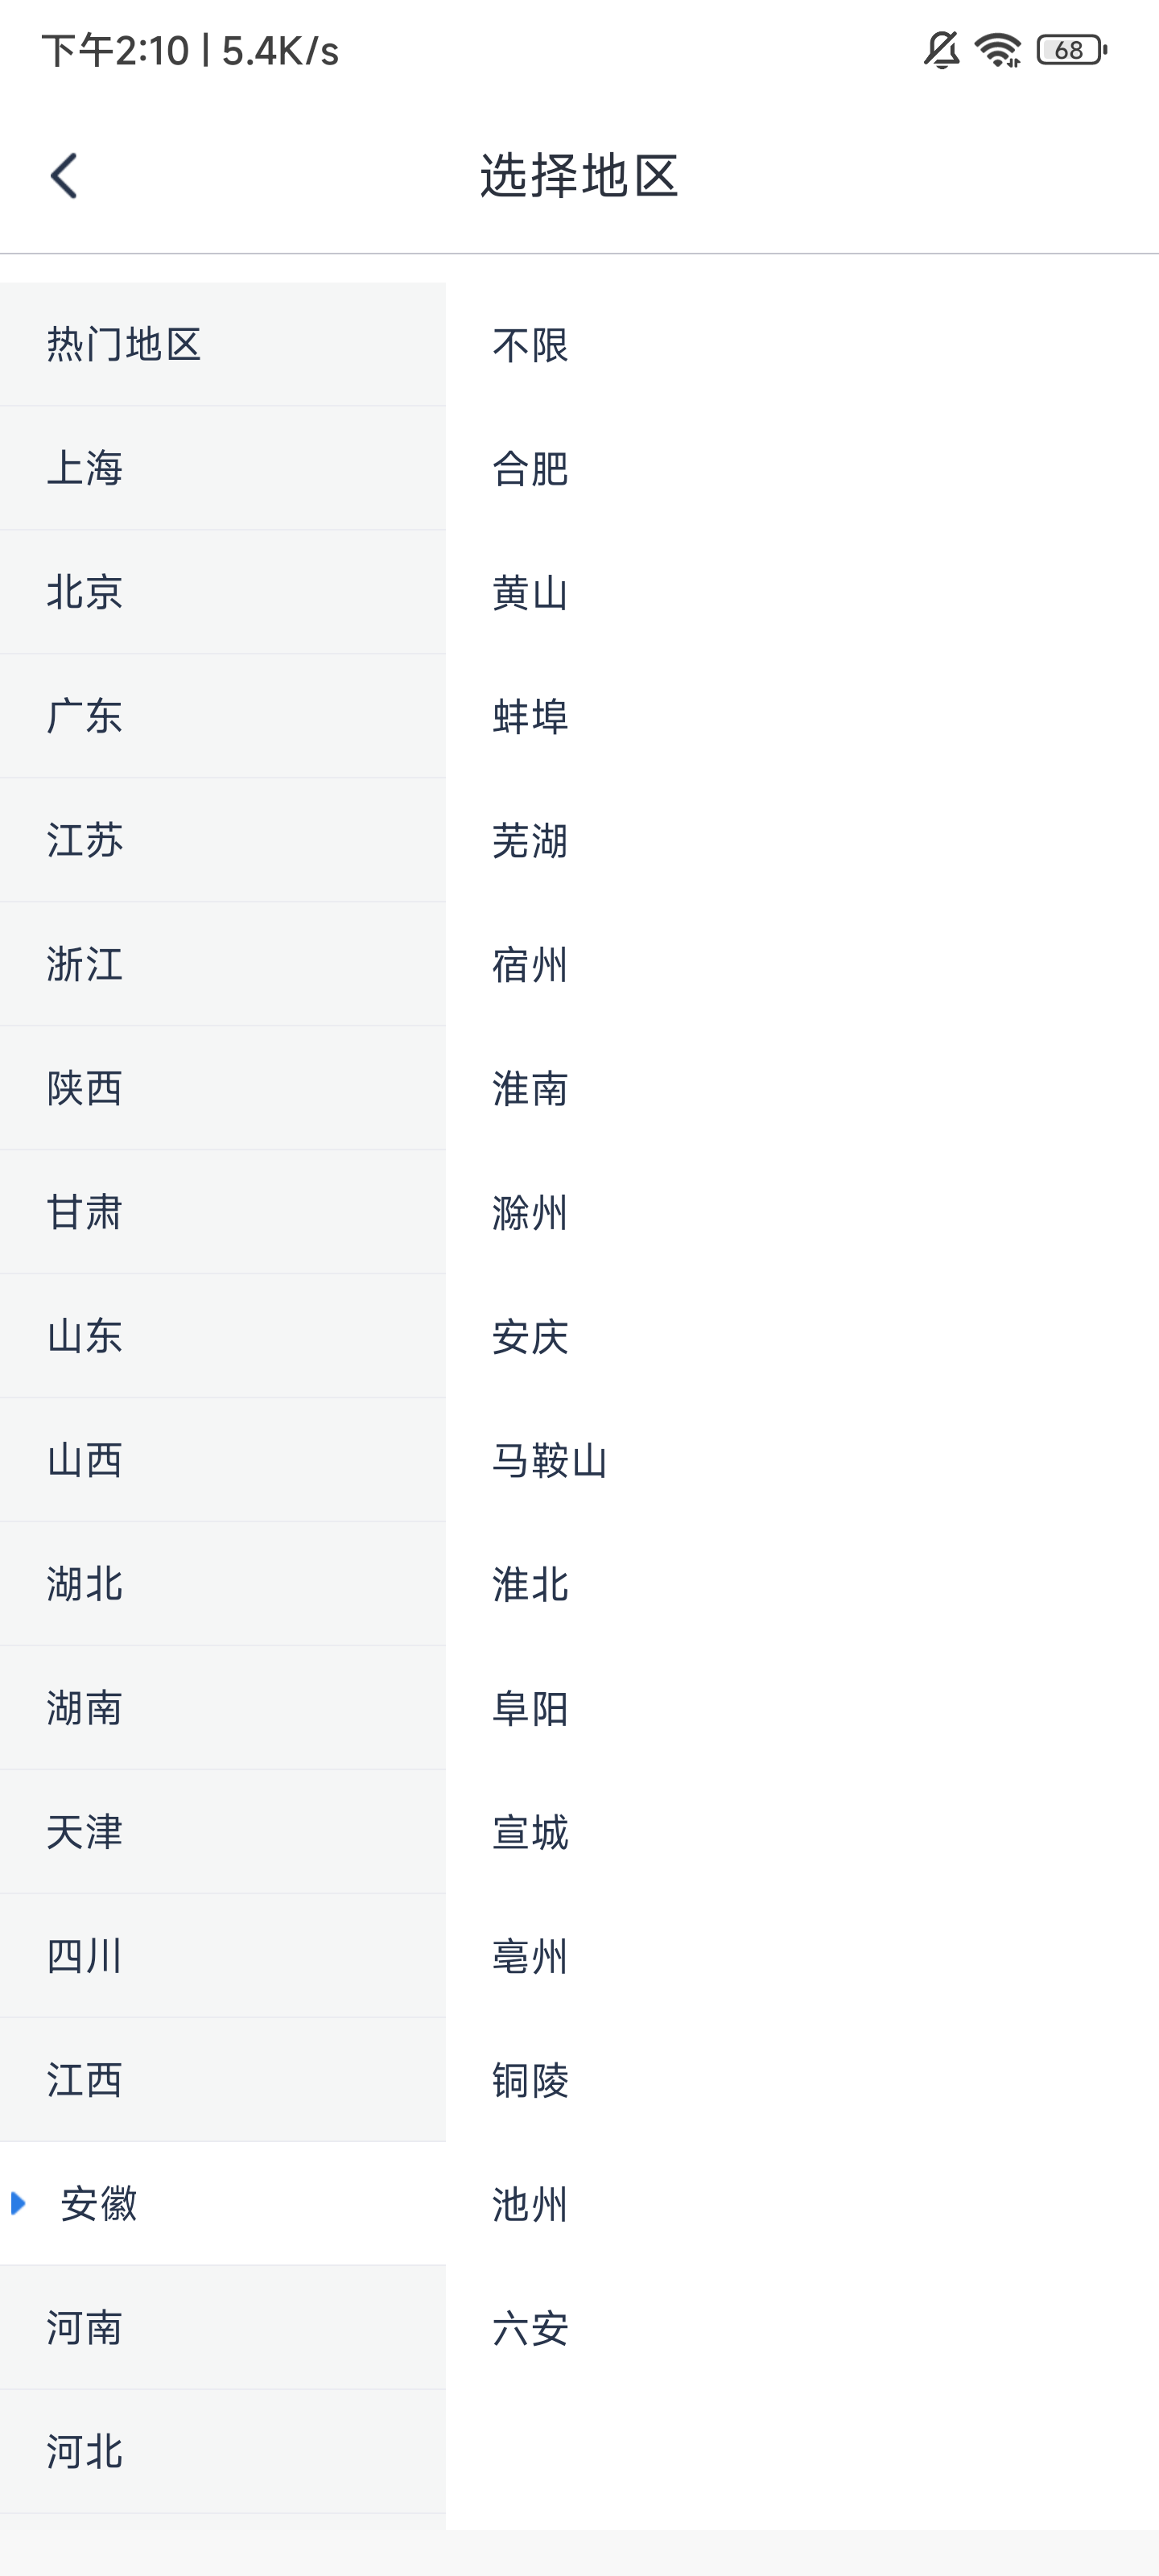 下午2:10 | 5.4K/s
68
选择地区
热门地区
上海
北京
广东
江苏
浙江
陕西
甘肃
山东
山西
湖北
湖南
天津
四川
江西
安徽
河南
河北
不限
合肥
黄山
蚌埠
芜湖
宿州
淮南
滁州
安庆
马鞍山
淮北
阜阳
宣城
亳州
铜陵
池州
六安